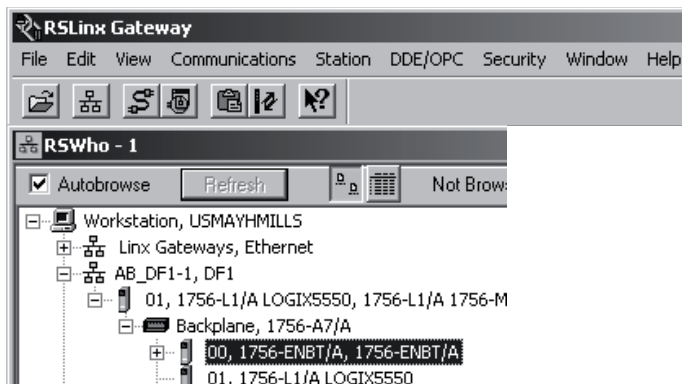 RSLinx Gateway
File Edit View Communications Station DDE/OPC Security Window Help
RSWho - 1
Autobrowse Refresh Not Brows
Workstation, USMAYHMILLS
Linx Gateways, Ethernet
AB_DF1-1, DF1
01, 1756-L1/A LOGIX5550, 1756-L1/A 1756-M
Backplane, 1756-A7/A
00, 1756-ENBT/A, 1756-ENBT/A
01, 1756-L1/A LOGIX5550